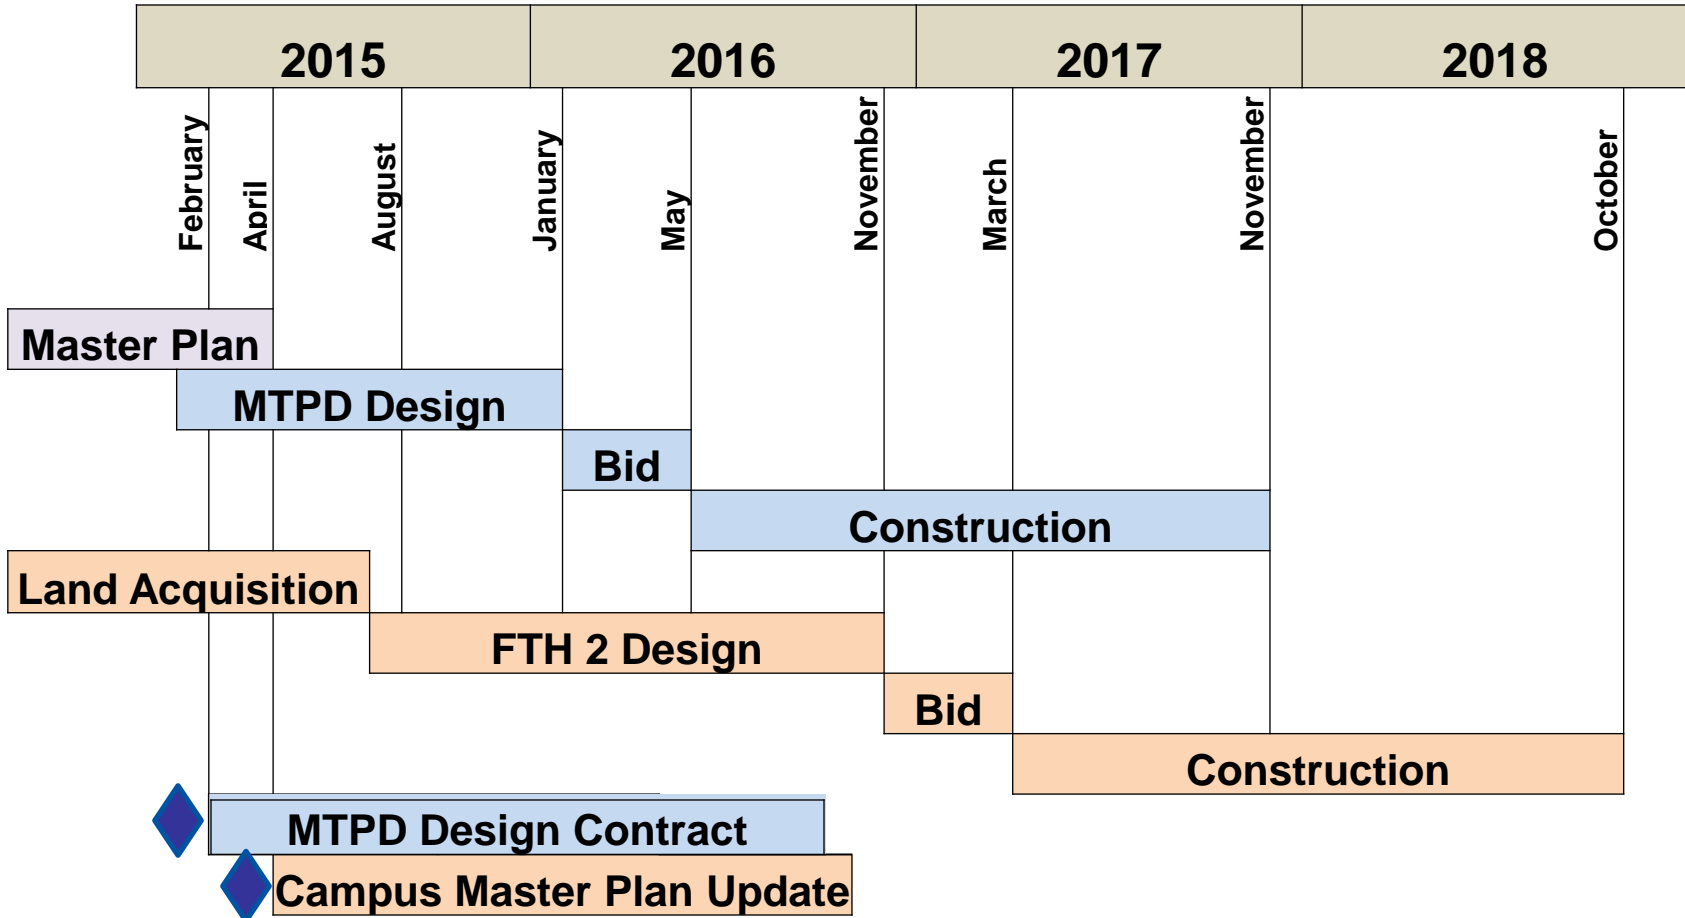 2015
2016
2017
2018
February
April
August
January
May
November
March
November
October
Master Plan
MTPD Design
Bid
Construction
Land Acquisition
FTH 2 Design
Bid
Construction
MTPD Design Contract
Campus Master Plan Update